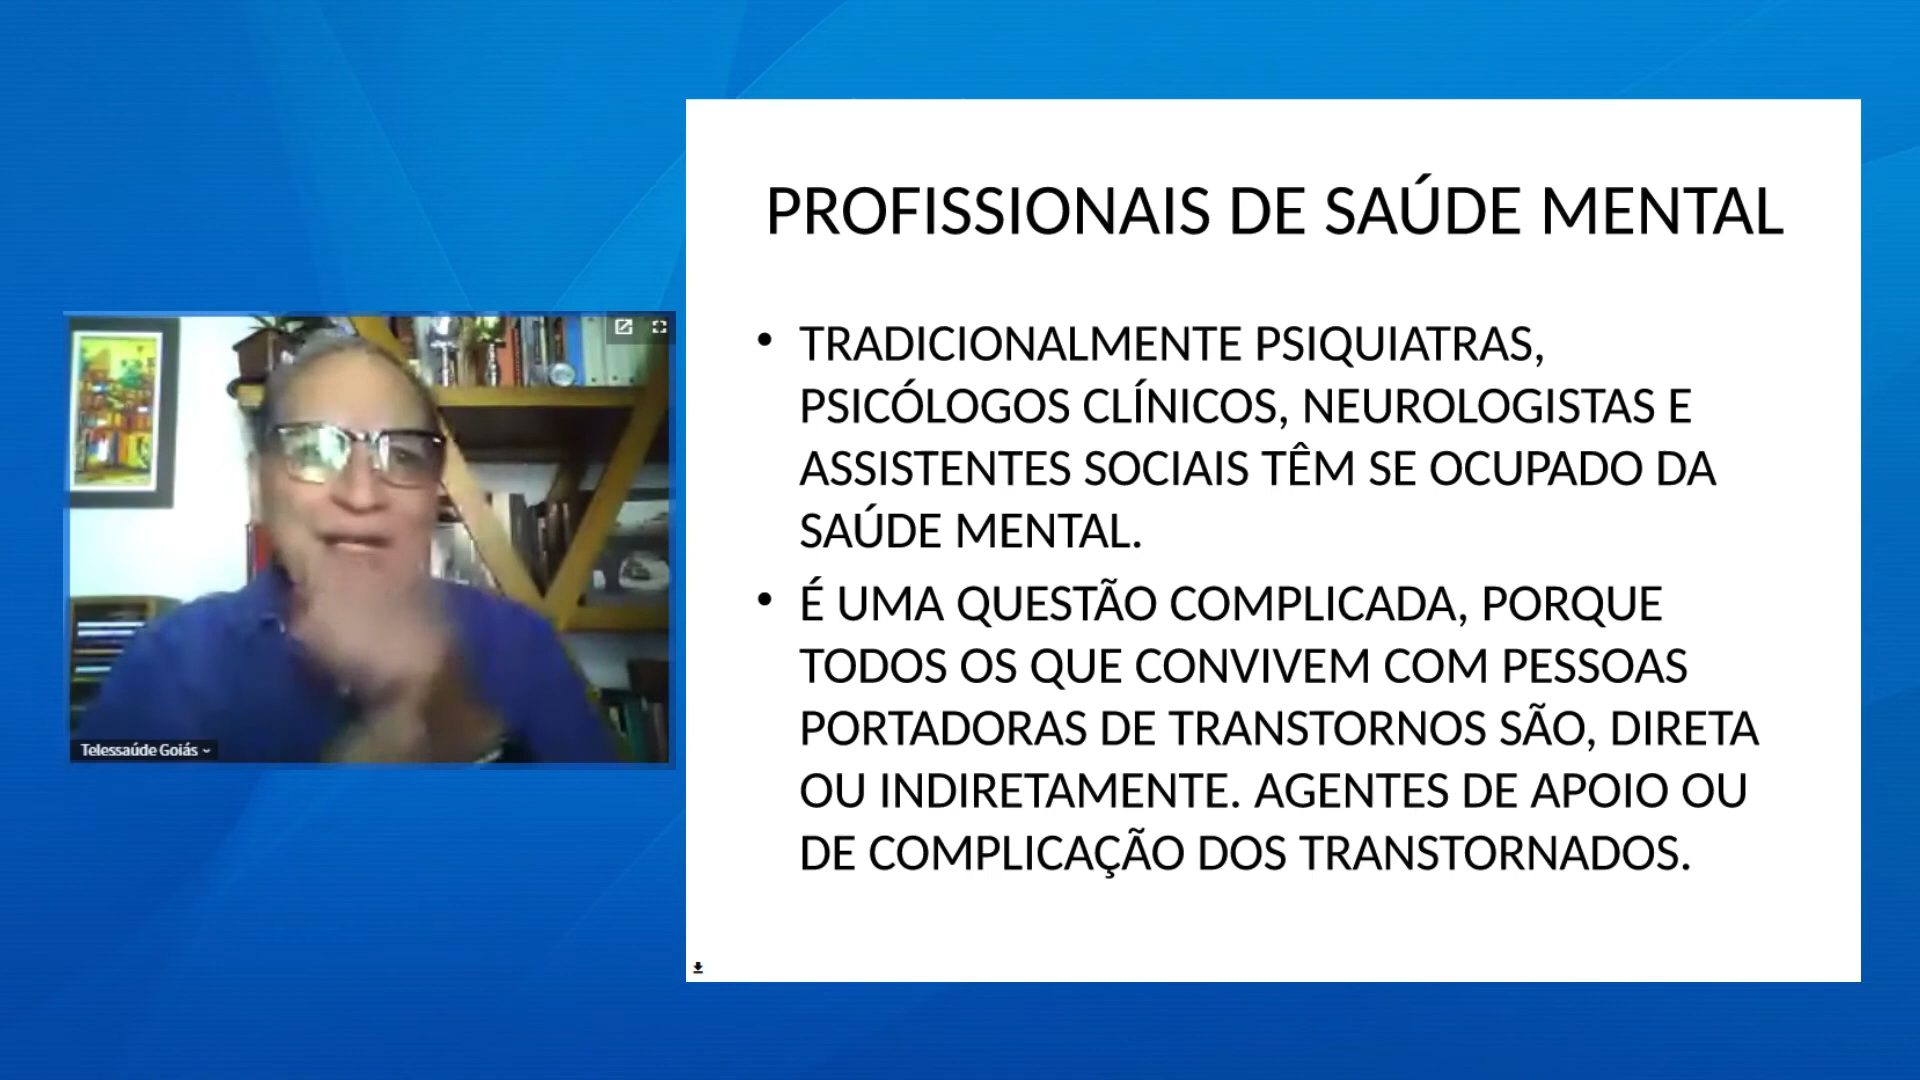 PROFISSIONAIS DE SAÚDE MENTAL
• TRADICIONALMENTE PSIQUIATRAS,
PSICÓLOGOS CLÍNICOS, NEUROLOGISTAS E
ASSISTENTES SOCIAIS TÊM SE OCUPADO DA
SAÚDE MENTAL.
• É UMA QUESTÃO COMPLICADA, PORQUE
TODOS OS QUE CONVIVEM COM PESSOAS
PORTADORAS DE TRANSTORNOS SÃO, DIRETA
OU INDIRETAMENTE. AGENTES DE APOIO OU
DE COMPLICAÇÃO DOS TRANSTORNADOS.
Telessaúde Goiás